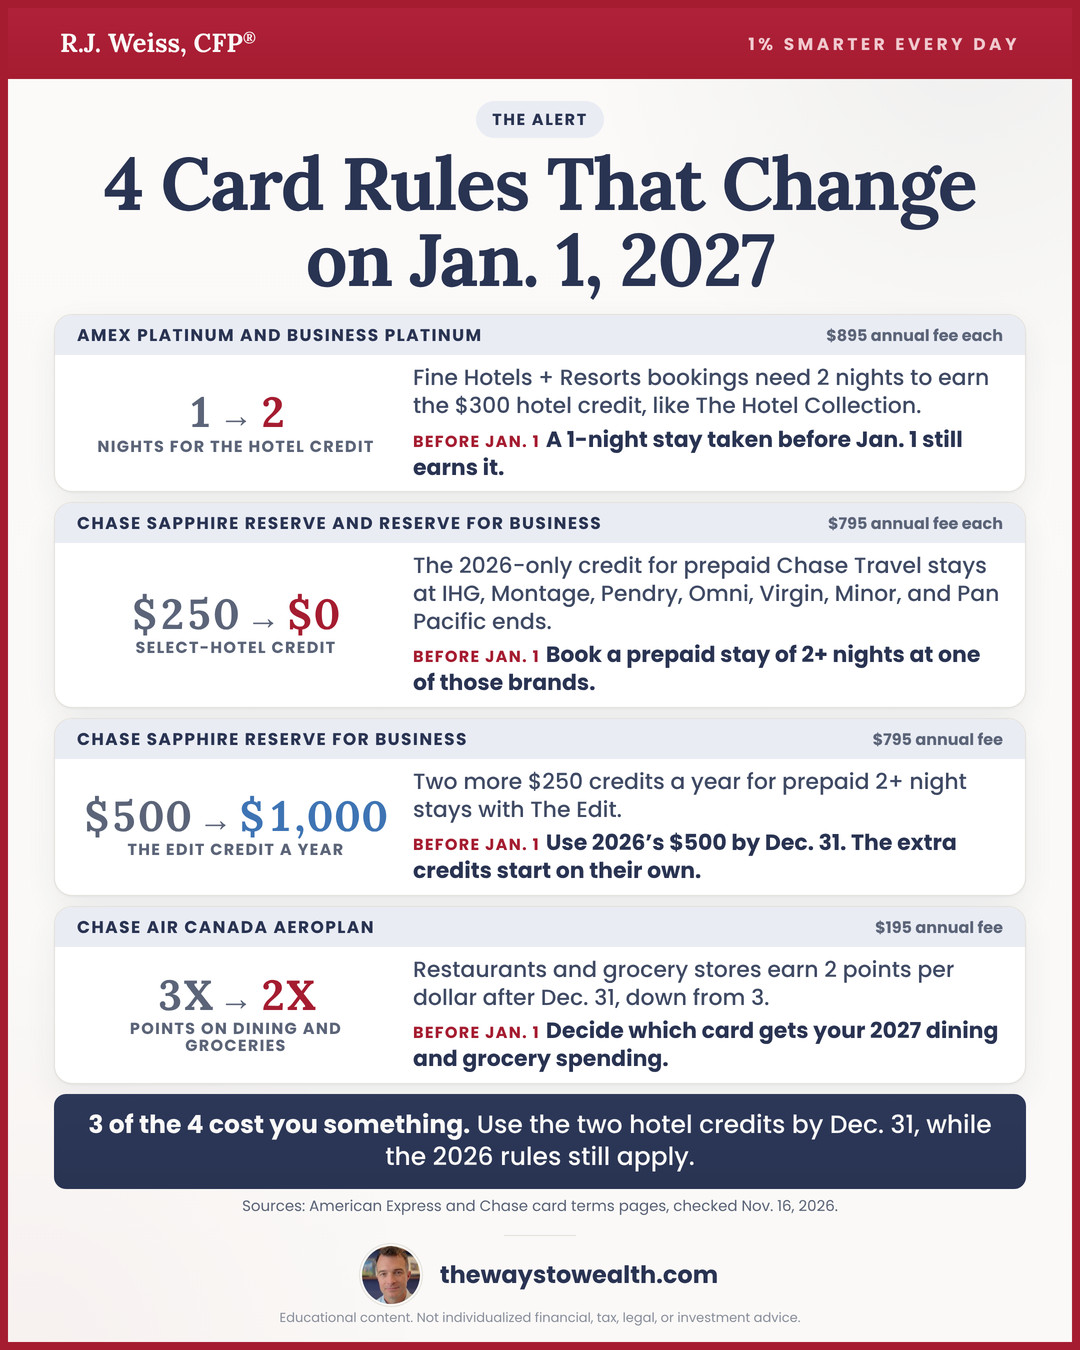 R.J. Weiss, CFP®
1% SMARTER EVERY DAY
THE ALERT
4 Card Rules That Change
on Jan. 1, 2027
AMEX PLATINUM AND BUSINESS PLATINUM
$895 annual fee each
1 → 2
NIGHTS FOR THE HOTEL CREDIT
Fine Hotels + Resorts bookings need 2 nights to earn
the $300 hotel credit, like The Hotel Collection.
BEFORE JAN. 1 A 1-night stay taken before Jan. 1 still
earns it.
CHASE SAPPHIRE RESERVE AND RESERVE FOR BUSINESS
$795 annual fee each
$250 → $0
SELECT-HOTEL CREDIT
The 2026-only credit for prepaid Chase Travel stays
at IHG, Montage, Pendry, Omni, Virgin, Minor, and Pan
Pacific ends.
BEFORE JAN. 1 Book a prepaid stay of 2+ nights at one
of those brands.
CHASE SAPPHIRE RESERVE FOR BUSINESS
$795 annual fee
$500 → $1,000
THE EDIT CREDIT A YEAR
Two more $250 credits a year for prepaid 2+ night
stays with The Edit.
BEFORE JAN. 1 Use 2026’s $500 by Dec. 31. The extra
credits start on their own.
CHASE AIR CANADA AEROPLAN
$195 annual fee
3X → 2X
POINTS ON DINING AND
GROCERIES
Restaurants and grocery stores earn 2 points per
dollar after Dec. 31, down from 3.
BEFORE JAN. 1 Decide which card gets your 2027 dining
and grocery spending.
3 of the 4 cost you something. Use the two hotel credits by Dec. 31, while
the 2026 rules still apply.
Sources: American Express and Chase card terms pages, checked Nov. 16, 2026.
thewaystowealth.com
Educational content. Not individualized financial, tax, legal, or investment advice.